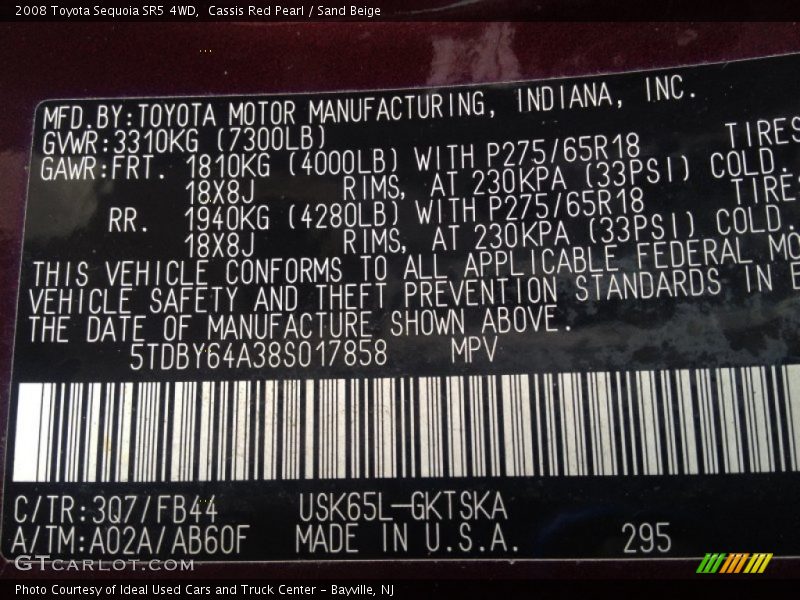 2008 Toyota Sequoia SR5 4WD, Cassis Red Pearl / Sand Beige
MFD.BY:TOYOTA MOTOR MANUFACTURING, INDIANA, INC.
GVWR:3310KG (7300LB)
GAWR:FRT. 1810KG (4000LB) WITH P275/65R18 TIRES
18X8J RIMS, AT 230KPA (33PSI) COLD.
RR. 1940KG (4280LB) WITH P275/65R18 TIRES
18X8J RIMS, AT 230KPA (33PSI) COLD.
THIS VEHICLE CONFORMS TO ALL APPLICABLE FEDERAL MO
VEHICLE SAFETY AND THEFT PREVENTION STANDARDS IN E
THE DATE OF MANUFACTURE SHOWN ABOVE.
5TDBY64A38S017858 MPV
C/TR:3Q7/FB44 USK65L-GKTSKA
A/TM:A02A/AB60F MADE IN U.S.A. 295
GTCARLOT.COM
Photo Courtesy of Ideal Used Cars and Truck Center - Bayville, NJ